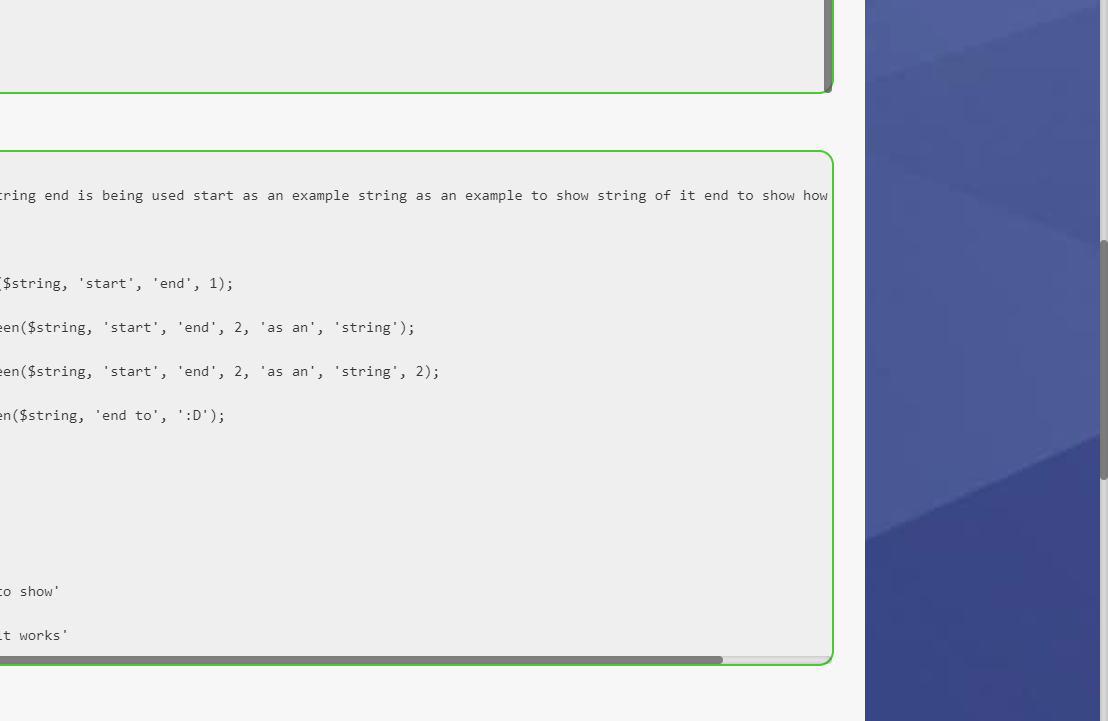 tring end is being used start as an example string as an example to show string of it end to show how
($string, 'start', 'end', 1);
een($string, 'start', 'end', 2, 'as an', 'string');
een($string, 'start', 'end', 2, 'as an', 'string', 2);
en($string, 'end to', ':D');
to show'
it works'